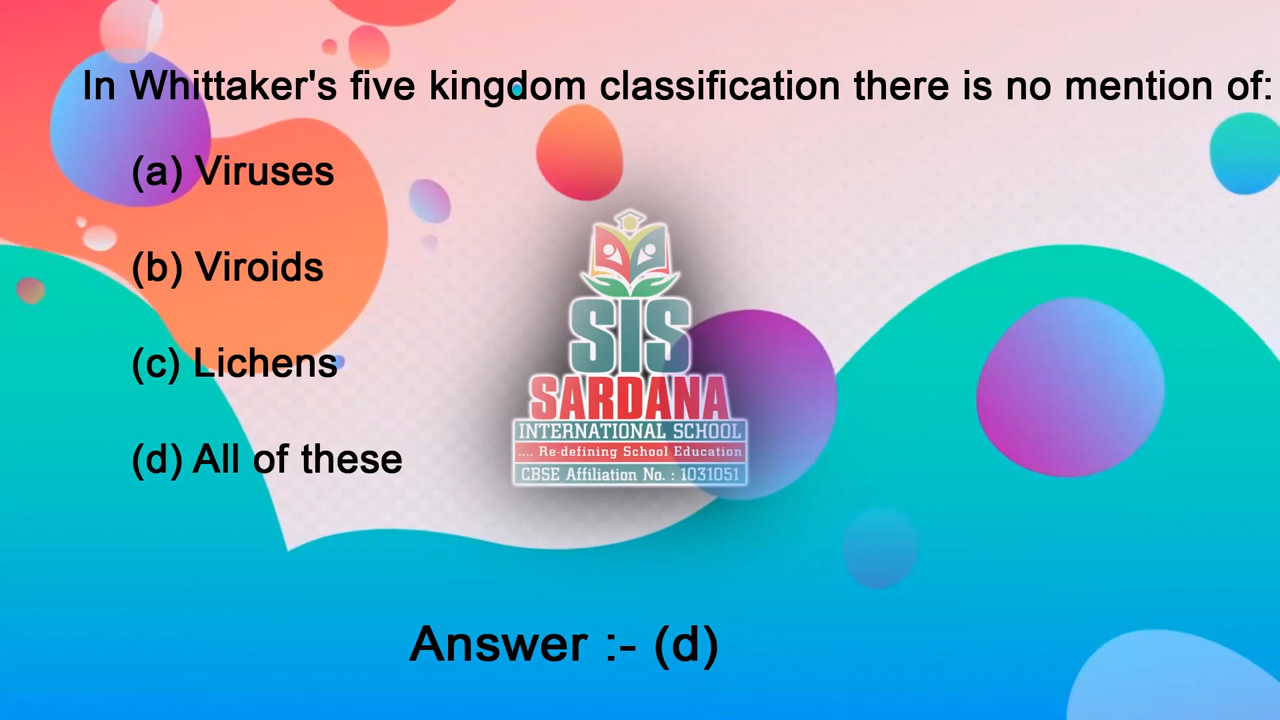 In Whittaker's five kingdom classification there is no mention of:
(a) Viruses
(b) Viroids
(c) Lichens
(d) All of these
SIS
SARDANA
INTERNATIONAL SCHOOL
.... Re-defining School Education
CBSE Affiliation No. : 1031051
Answer :- (d)